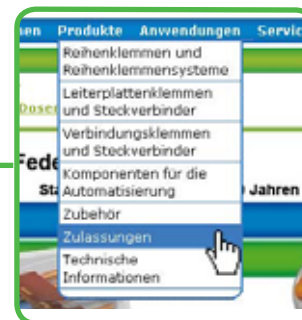 nen Produkte Anwendungen Servic
Reihenklemmen und
Reihenklemmensysteme
Leiterplattenklemmen
und Steckverbinder
Dosen
Verbindungsklemmen
und Steckverbinder
Fede
Komponenten für die
Automatisierung
Sta
Jahren
Zubehör
Zulassungen
Technische
Informationen